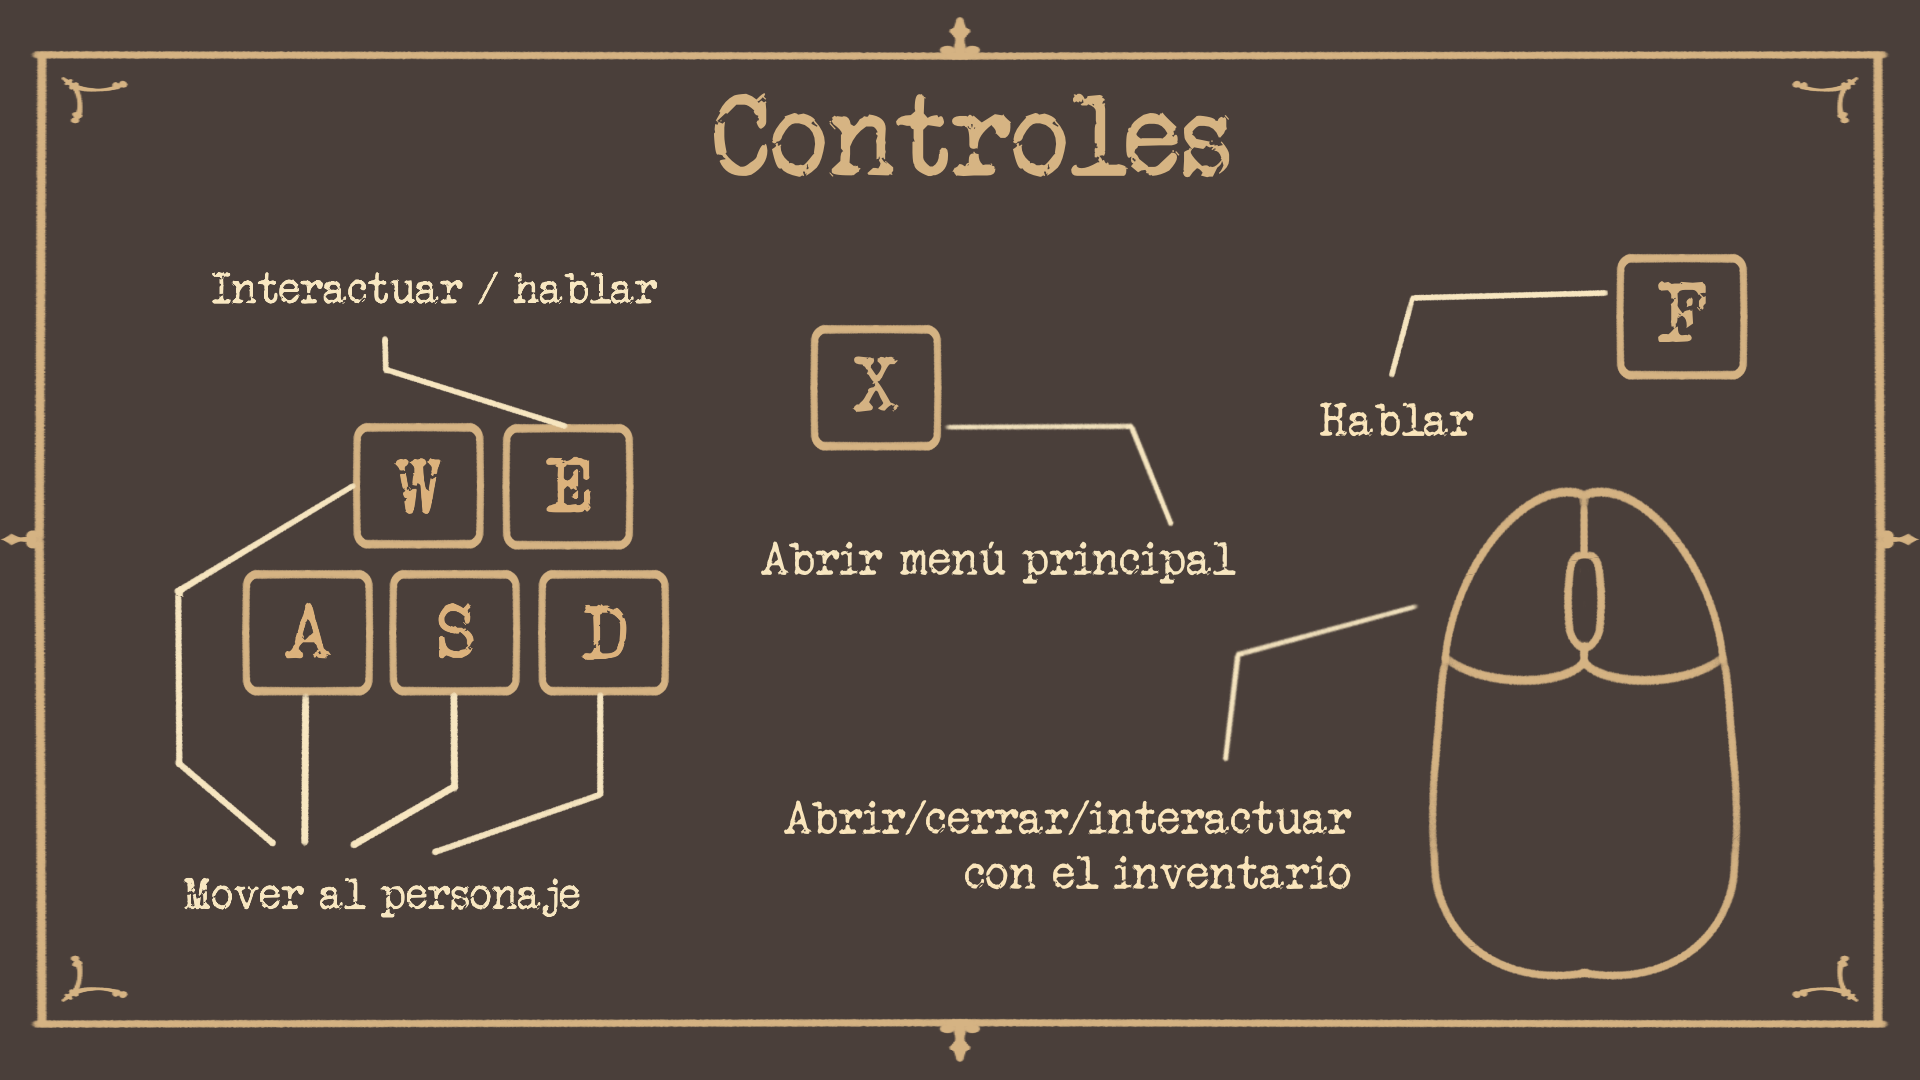 Controles
Interactuar / hablar
W
E
A
S
D
Mover al personaje
X
Abrir menú principal
F
Hablar
Abrir/cerrar/interactuar
con el inventario